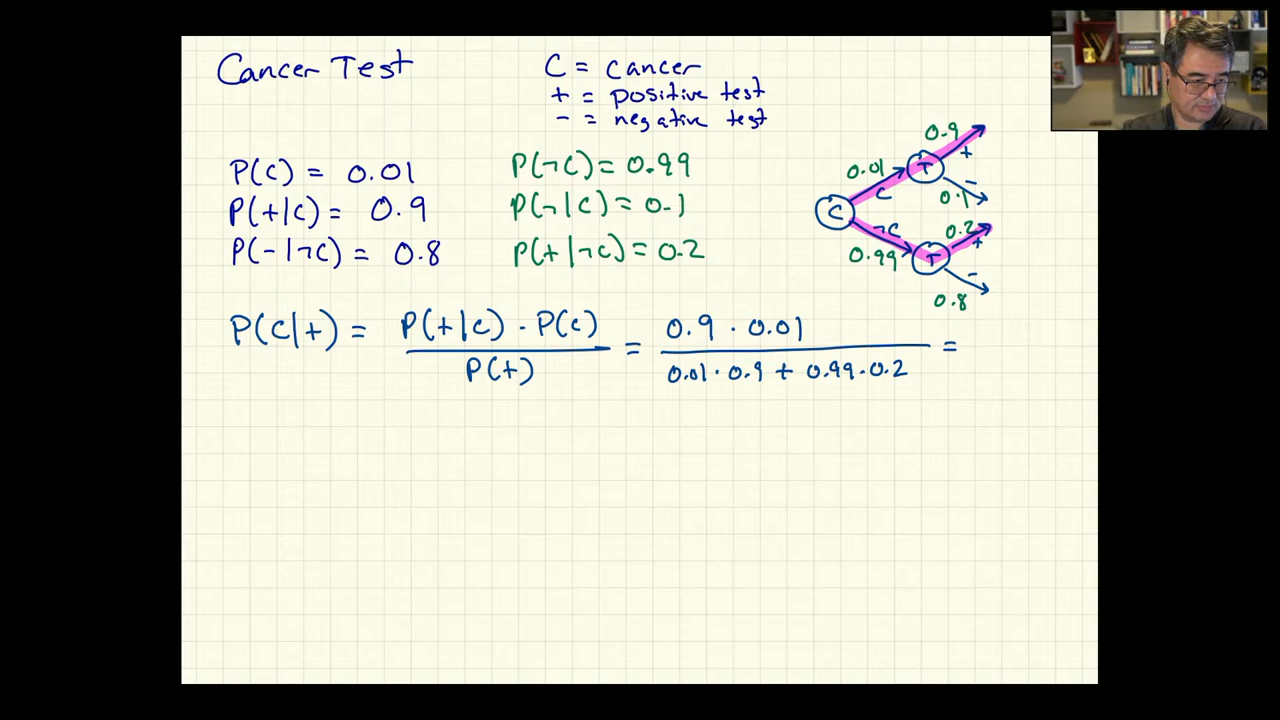 Cancer Test
C = cancer
+ = positive test
- = negative test
P(C) = 0.01
P(¬C) = 0.99
P(+|C) = 0.9
P(¬|C) = 0.1
P(-|¬C) = 0.8
P(+|¬C) = 0.2
0.9
+
0.01
T
C
-
0.1
C
¬C
0.2
+
0.99
T
-
0.8
P(C|+) = P(+|C) · P(C) / P(+) = 0.9 · 0.01 / 0.01 · 0.9 + 0.99 · 0.2 =